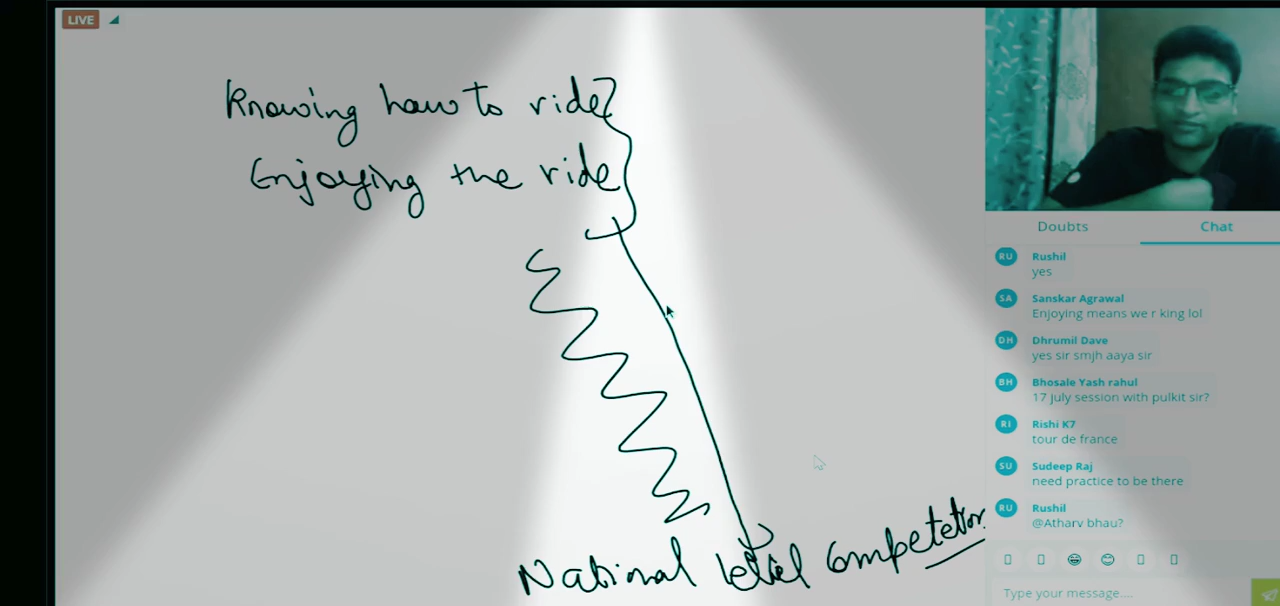 LIVE
Knowing how to ride
Enjoying the ride
National level Competetion
Doubts
Chat
RU
Rushil
yes
SA
Sanskar Agrawal
Enjoying means we r king lol
DH
Dhrumil Dave
yes sir smjh aaya sir
BH
Bhosale Yash rahul
17 july session with pulkit sir?
RI
Rishi K7
tour de france
SU
Sudeep Raj
need practice to be there
RU
Rushil
@Atharv bhau?
Type your message....